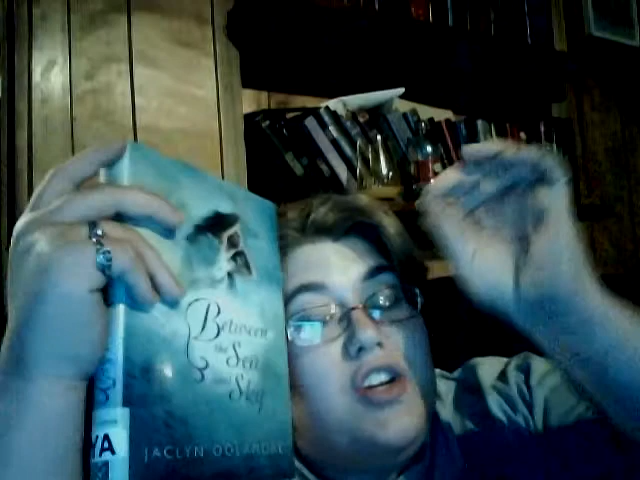 Between
the Sea
and Sky
JACLYN DOLAMORE
YA